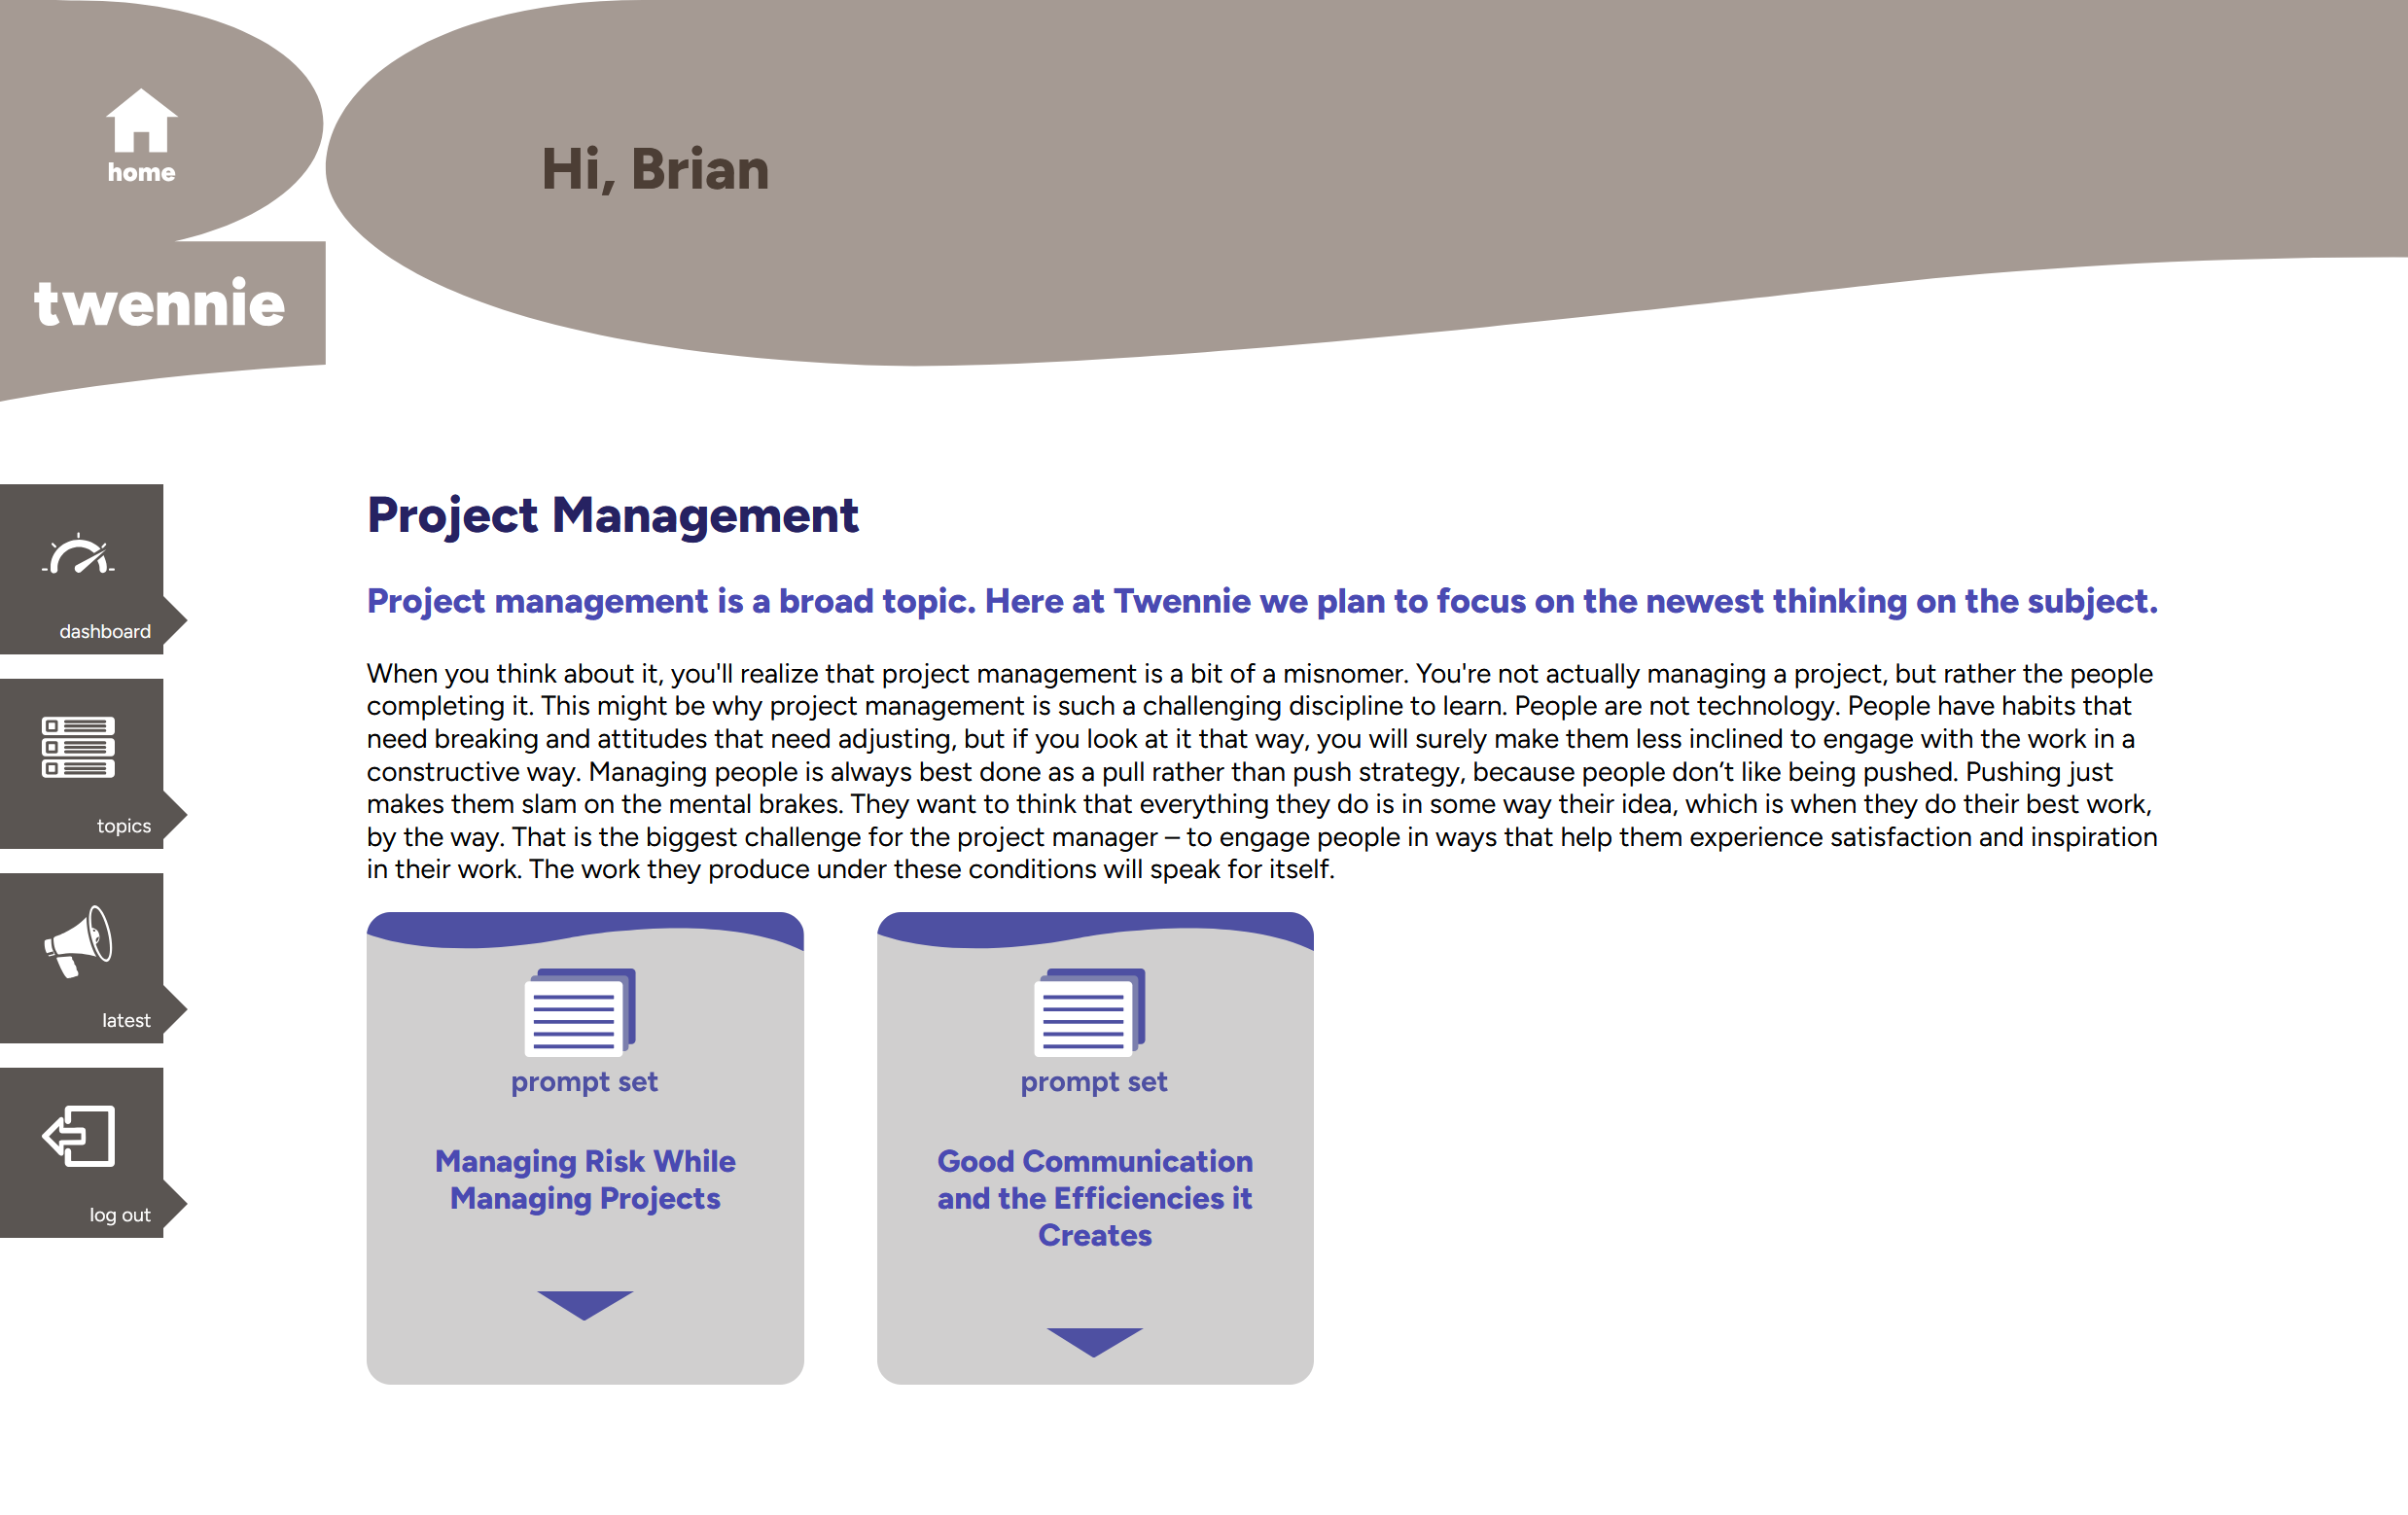 home
Hi, Brian
twennie
dashboard
topics
latest
log out
Project Management
Project management is a broad topic. Here at Twennie we plan to focus on the newest thinking on the subject.
When you think about it, you'll realize that project management is a bit of a misnomer. You're not actually managing a project, but rather the people
completing it. This might be why project management is such a challenging discipline to learn. People are not technology. People have habits that
need breaking and attitudes that need adjusting, but if you look at it that way, you will surely make them less inclined to engage with the work in a
constructive way. Managing people is always best done as a pull rather than push strategy, because people don’t like being pushed. Pushing just
makes them slam on the mental brakes. They want to think that everything they do is in some way their idea, which is when they do their best work,
by the way. That is the biggest challenge for the project manager – to engage people in ways that help them experience satisfaction and inspiration
in their work. The work they produce under these conditions will speak for itself.
prompt set
Managing Risk While
Managing Projects
prompt set
Good Communication
and the Efficiencies it
Creates